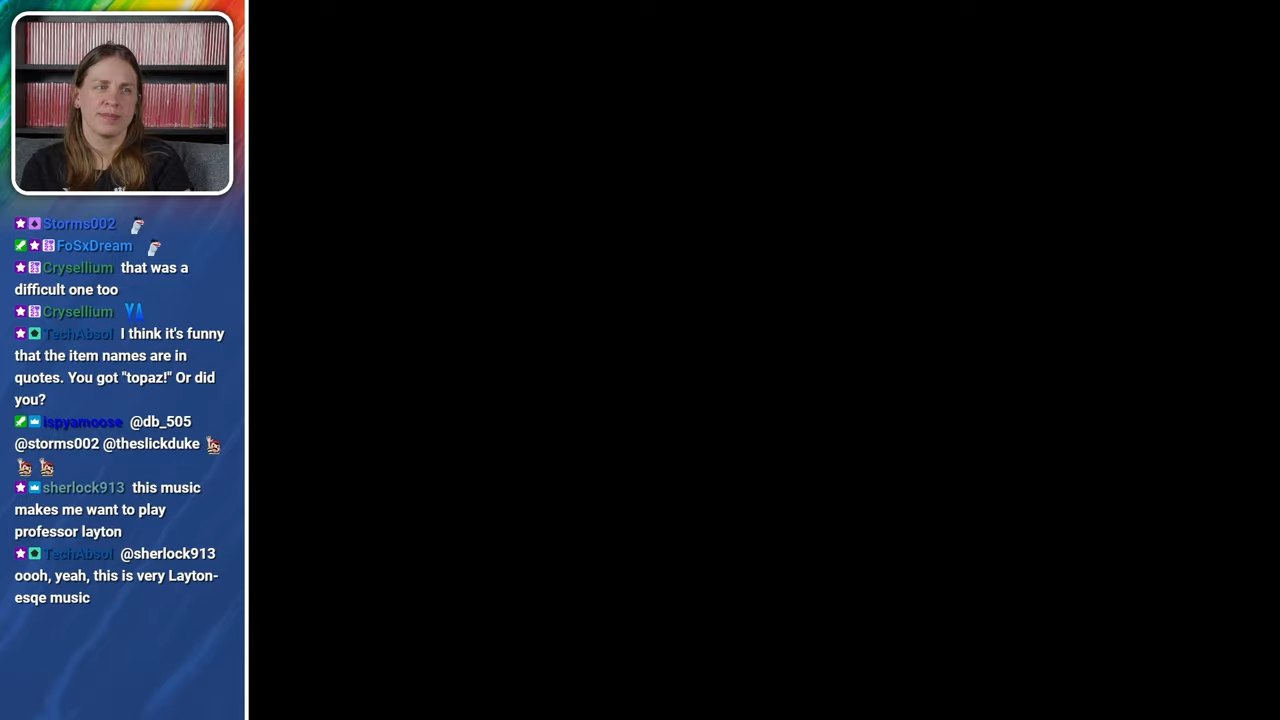 Storms002
FoSxDream
Crysellium that was a
difficult one too
Crysellium VA
TechAbsol I think it's funny
that the item names are in
quotes. You got "topaz!" Or did
you?
ispyamoose @db_505
@storms002 @theslickduke
sherlock913 this music
makes me want to play
professor layton
TechAbsol @sherlock913
oooh, yeah, this is very Layton-
esqe music